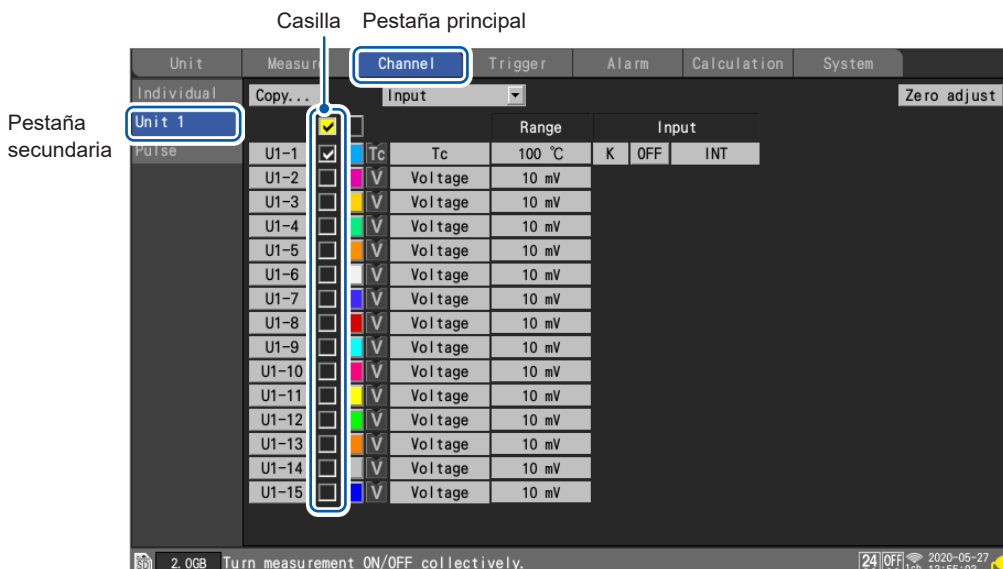 Casilla Pestaña principal
Unit Measure Channel Trigger Alarm Calculation System
Individual Copy... Input Zero adjust
Pestaña secundaria
Unit 1
Range Input
Pulse
U1-1 Tc Tc 100 ℃ K OFF INT
U1-2 V Voltage 10 mV
U1-3 V Voltage 10 mV
U1-4 V Voltage 10 mV
U1-5 V Voltage 10 mV
U1-6 V Voltage 10 mV
U1-7 V Voltage 10 mV
U1-8 V Voltage 10 mV
U1-9 V Voltage 10 mV
U1-10 V Voltage 10 mV
U1-11 V Voltage 10 mV
U1-12 V Voltage 10 mV
U1-13 V Voltage 10 mV
U1-14 V Voltage 10 mV
U1-15 V Voltage 10 mV
SD 2.0GB Turn measurement ON/OFF collectively. 24 OFF 2020-05-27